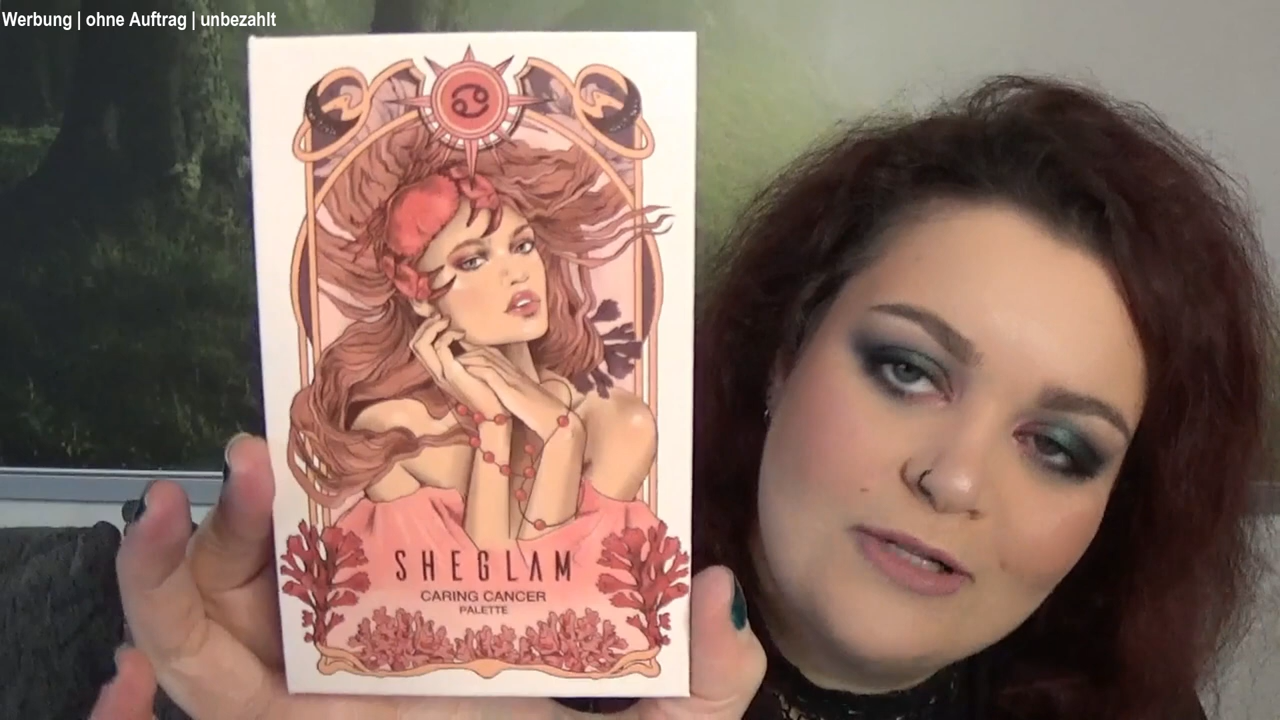 Werbung | ohne Auftrag | unbezahlt
SHEGLAM
CARING CANCER
PALETTE